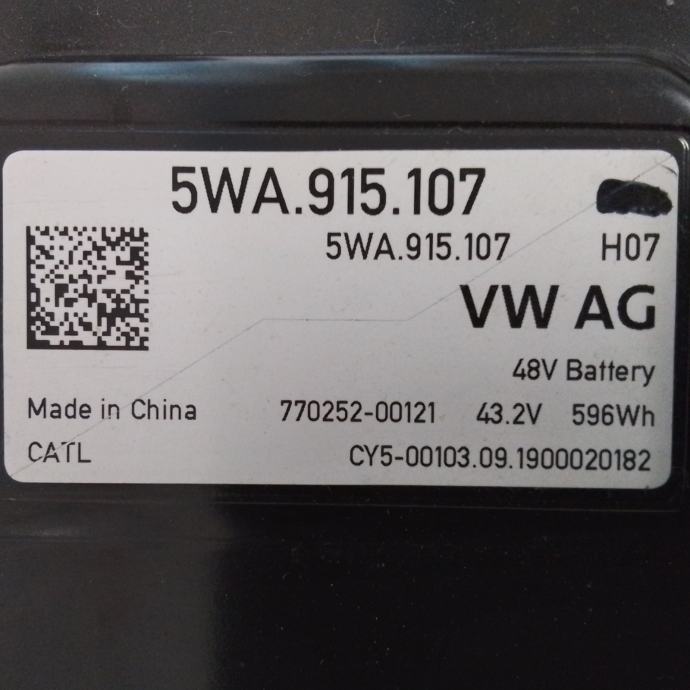 5WA.915.107
5WA.915.107 H07
VW AG
48V Battery
Made in China 770252-00121 43.2V 596Wh
CATL CY5-00103.09.1900020182